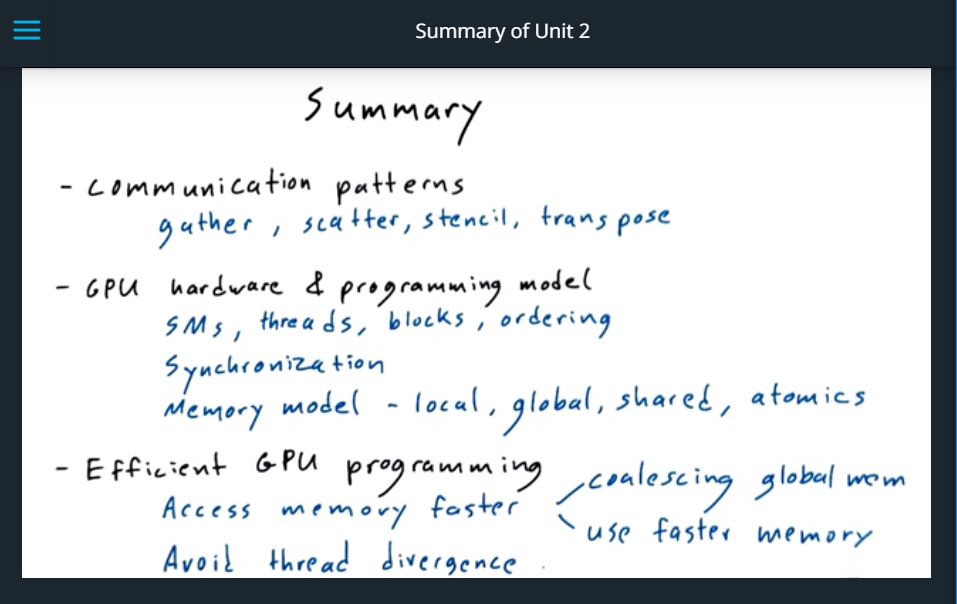 Summary of Unit 2
Summary
- Communication patterns
gather, scatter, stencil, transpose
- GPU hardware & programming model
SMs, threads, blocks, ordering
Synchronization
Memory model - local, global, shared, atomics
- Efficient GPU programming
Access memory faster
coalescing global mem
use faster memory
Avoid thread divergence.